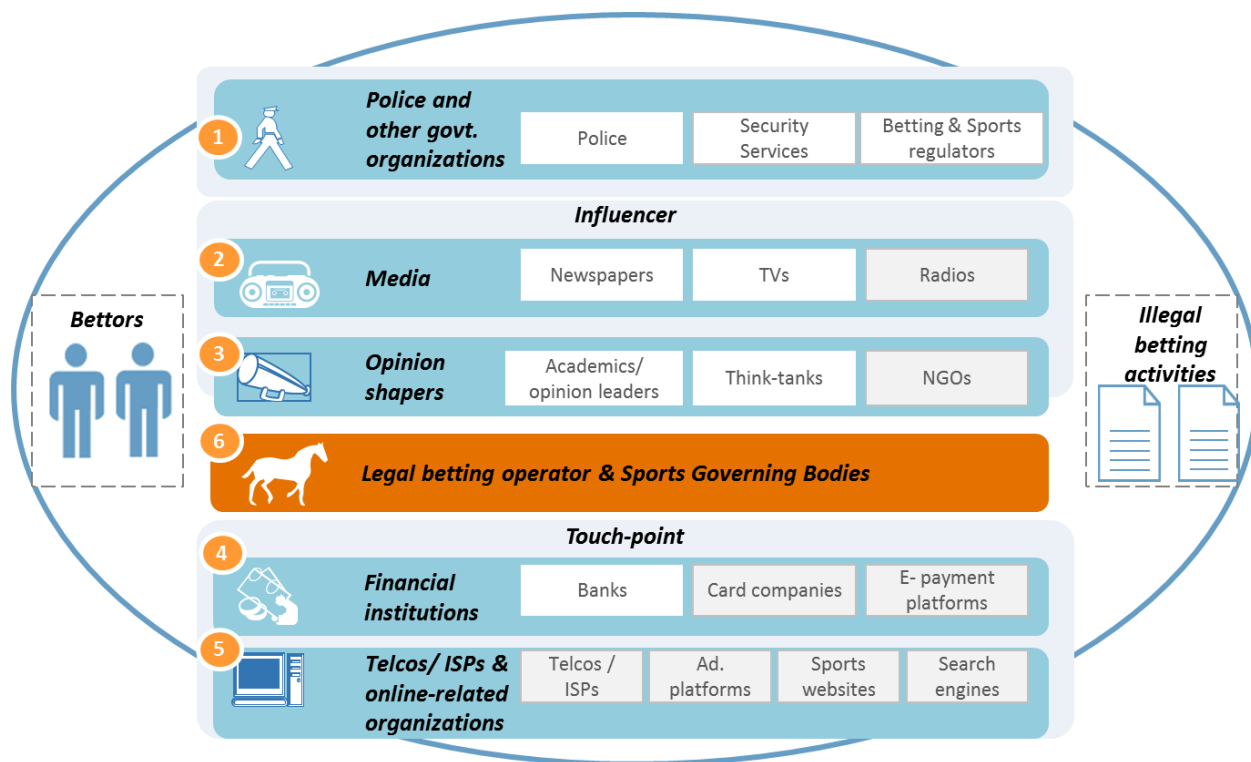 1
Police and
other govt.
organizations
Police
Security
Services
Betting & Sports
regulators
Influencer
2
Media
Newspapers
TVs
Radios
Bettors
Illegal
betting
activities
3
Opinion
shapers
Academics/
opinion leaders
Think-tanks
NGOs
6
Legal betting operator & Sports Governing Bodies
Touch-point
4
Financial
institutions
Banks
Card companies
E- payment
platforms
5
Telcos/ ISPs &
online-related
organizations
Telcos /
ISPs
Ad.
platforms
Sports
websites
Search
engines